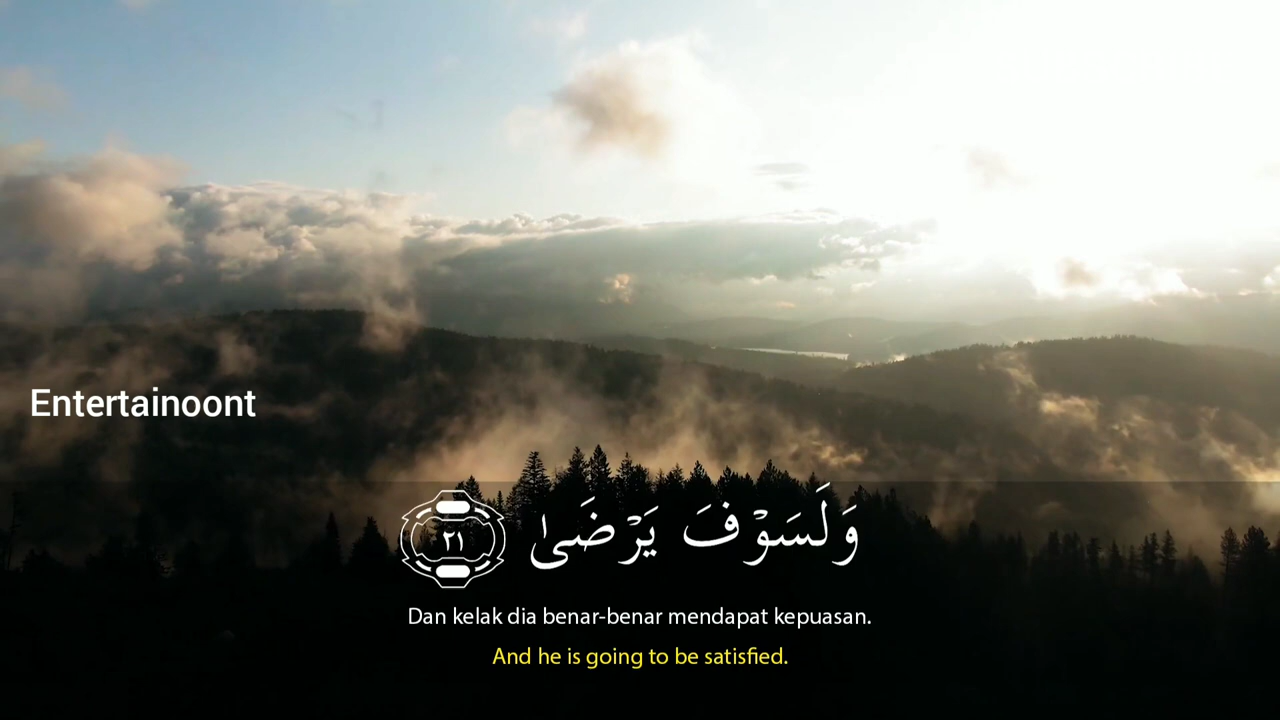 Entertainoont
وَلَسَوْفَ يَرْضَىٰ ٢١
Dan kelak dia benar-benar mendapat kepuasan.
And he is going to be satisfied.